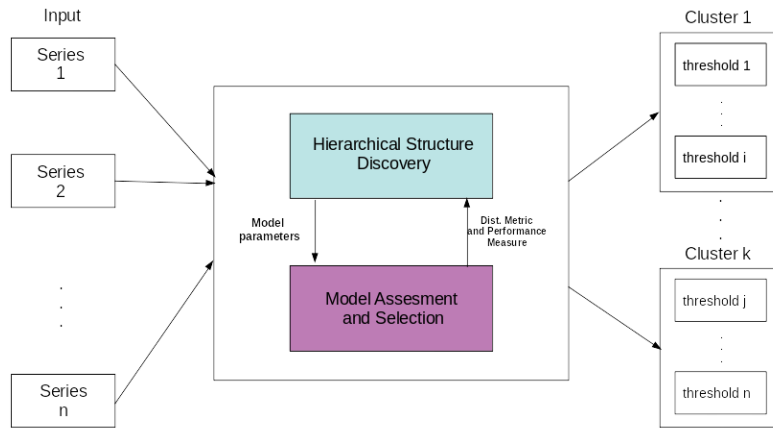 Input
Series
1
Series
2
Series
n
Hierarchical Structure
Discovery
Model
parameters
Dist. Metric
and Performance
Measure
Model Assesment
and Selection
Cluster 1
threshold 1
threshold i
Cluster k
threshold j
threshold n